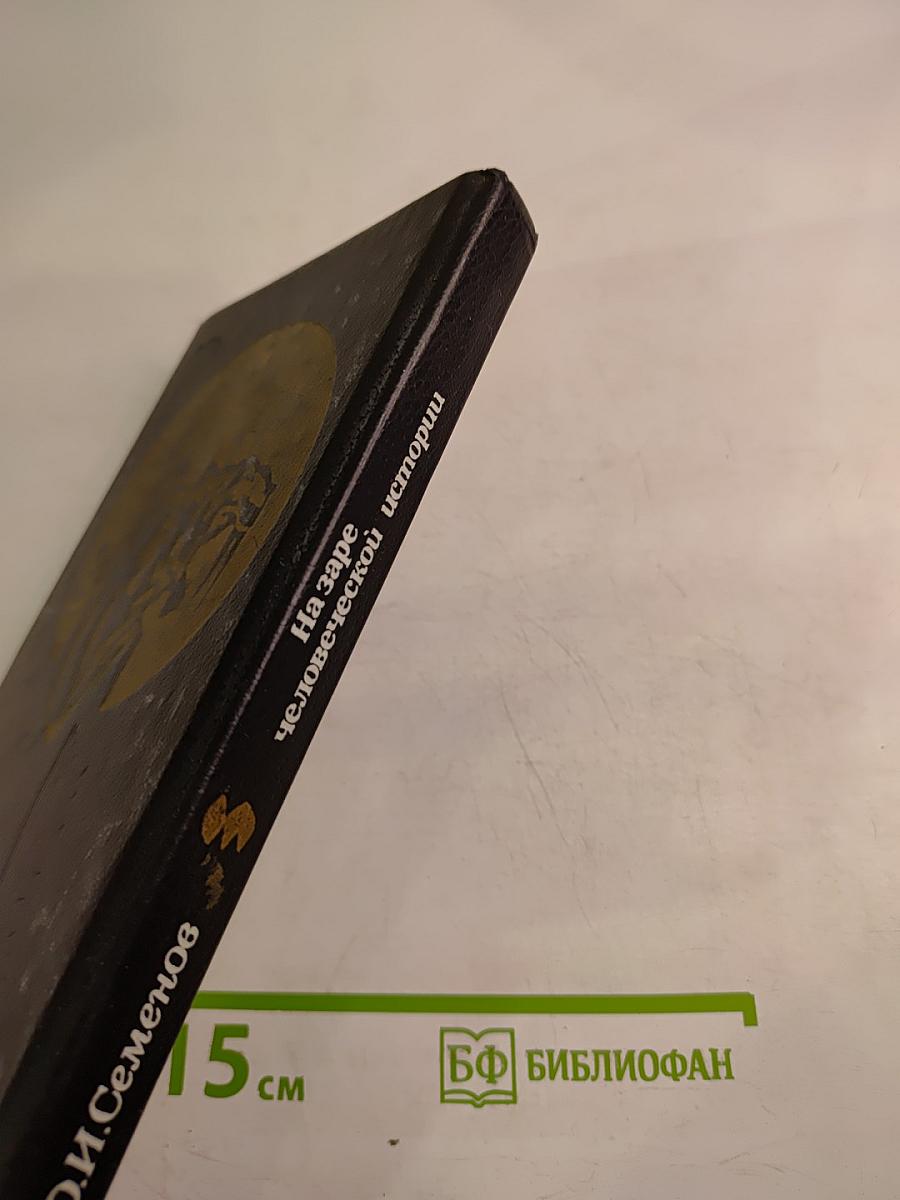 Ю.И.Семенов
На заре
человеческой истории
15 см
БФ БИБЛИОФАН